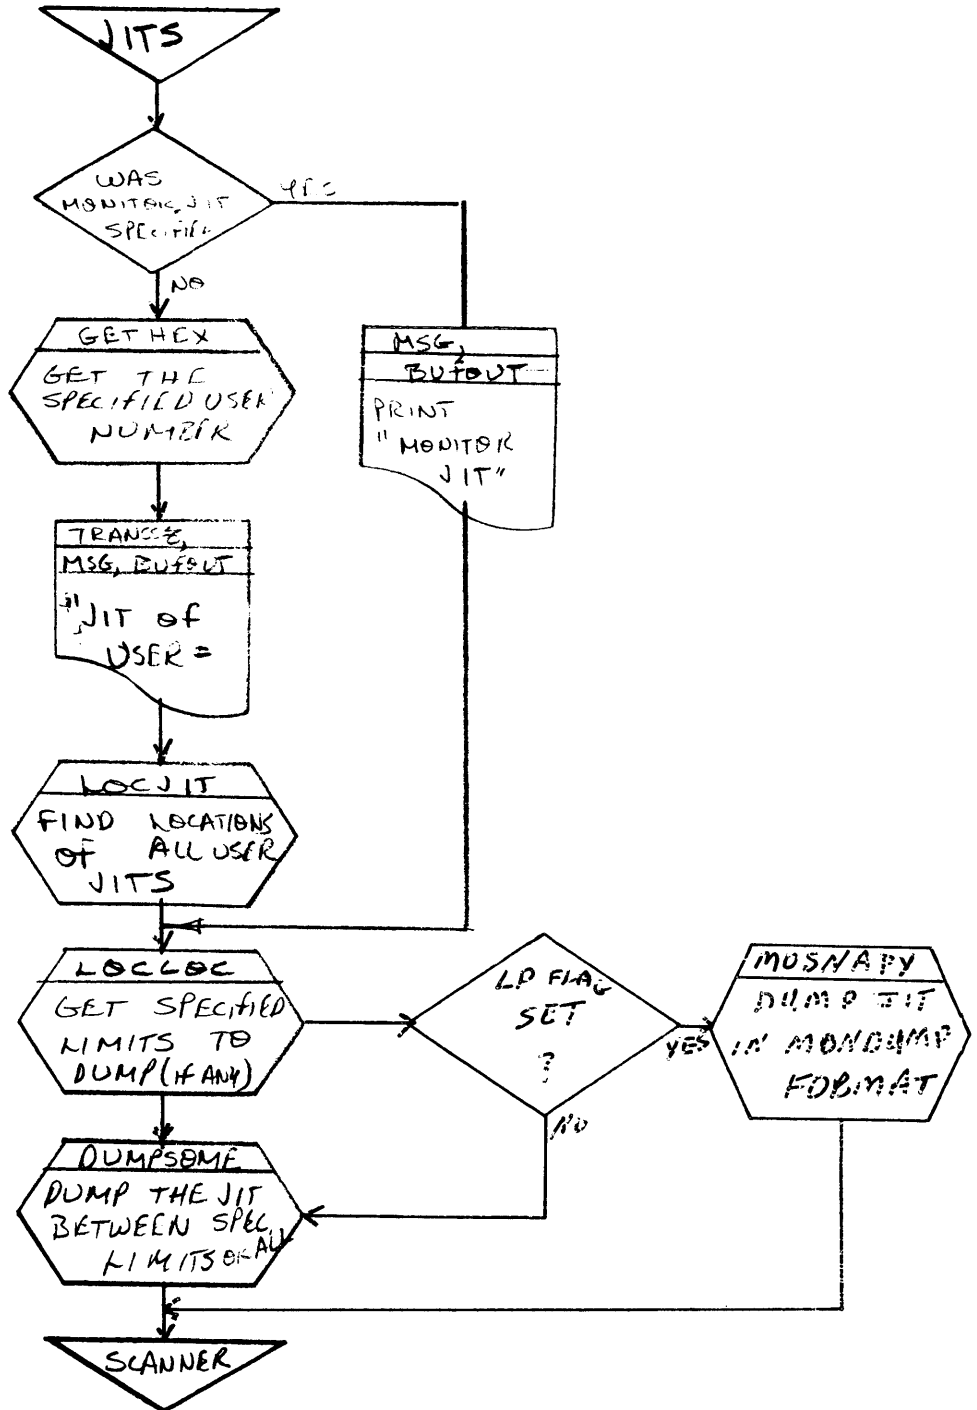 JITS
WAS
MONITOR JIT
SPECIFIED
YES
NO
GETHEX
GET THE
SPECIFIED USER
NUMBER
MSG,
BUFOUT
PRINT
"MONITOR
JIT"
MSG, BUFOUT
"JIT OF
USER =
LOCJIT
FIND LOCATIONS
OF ALL USER
JITS
LOCLOC
GET SPECIFIED
LIMITS TO
DUMP (IF ANY)
LP FLAG
SET
?
YES
NO
MOSNAPY
DUMP JIT
IN MONDUMP
FORMAT
DUMPSOME
DUMP THE JIT
BETWEEN SPEC.
LIMITS OR ALL
SCANNER